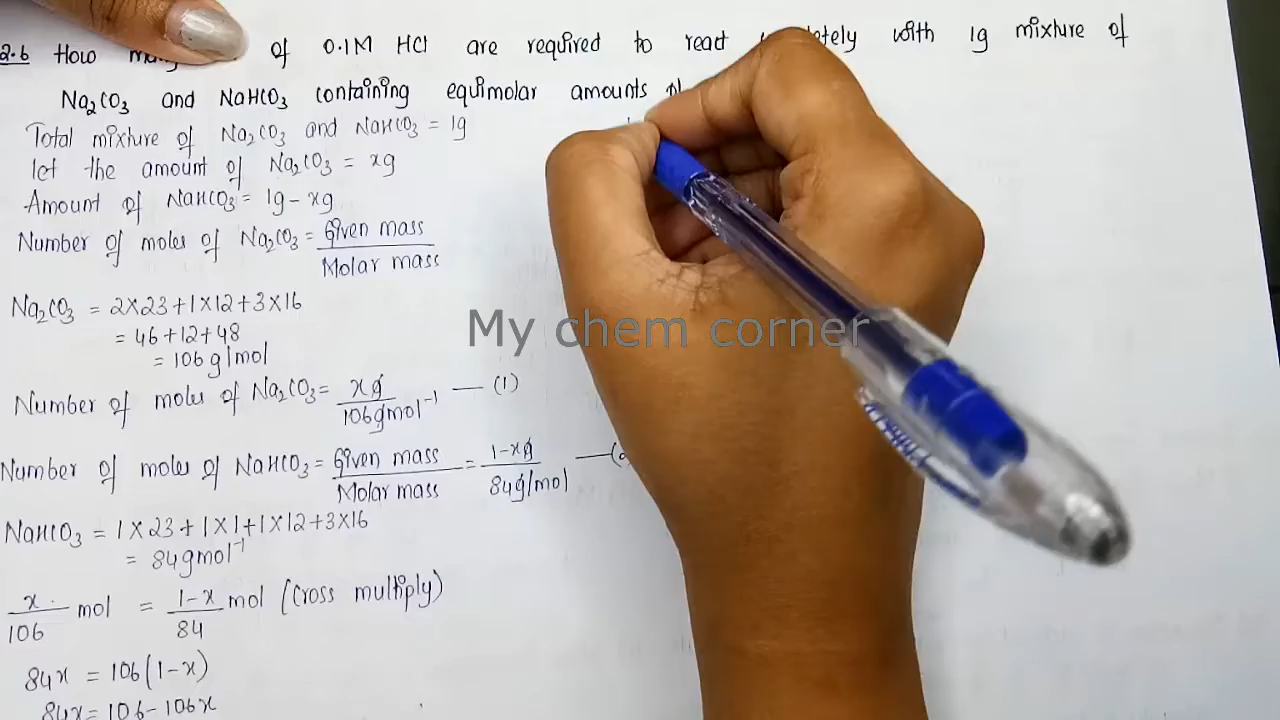 2.6 How of 0.1M HCl are required to react with 1g mixture of
Na₂CO₃ and NaHCO₃ containing equimolar amounts
Total mixture of Na₂CO₃ and NaHCO₃ = 1g
let the amount of Na₂CO₃ = xg
Amount of NaHCO₃ = 1g - xg
Number of moles of Na₂CO₃ = Given mass
Molar mass
Na₂CO₃ = 2×23+1×12+3×16
= 46+12+48
= 106 g/mol
Number of moles of Na₂CO₃ = xg — (1)
106gmol⁻¹
Number of moles of NaHCO₃ = Given mass = 1-xg
Molar mass 84g/mol
NaHCO₃ = 1×23+1×1+1×12+3×16
= 84gmol⁻¹
x mol = 1-x mol (Cross multiply)
106 84
84x = 106(1-x)
84x = 106-106x
My chem corner